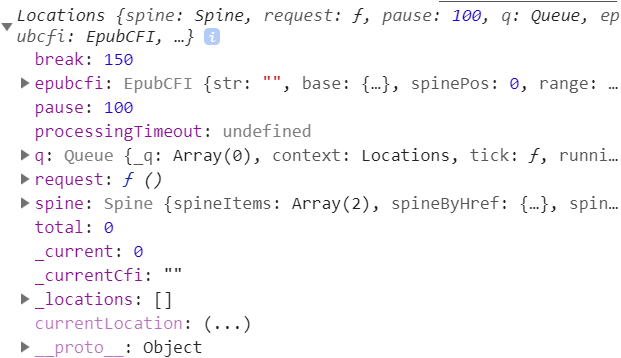 Locations {spine: Spine, request: ƒ, pause: 100, q: Queue, ep
ubcfi: EpubCFI, …} i
break: 150
epubcfi: EpubCFI {str: "", base: {…}, spinePos: 0, range: …
pause: 100
processingTimeout: undefined
q: Queue {_q: Array(0), context: Locations, tick: ƒ, runni…
request: ƒ ()
spine: Spine {spineItems: Array(2), spineByHref: {…}, spin…
total: 0
_current: 0
_currentCfi: ""
_locations: []
currentLocation: (...)
__proto__: Object